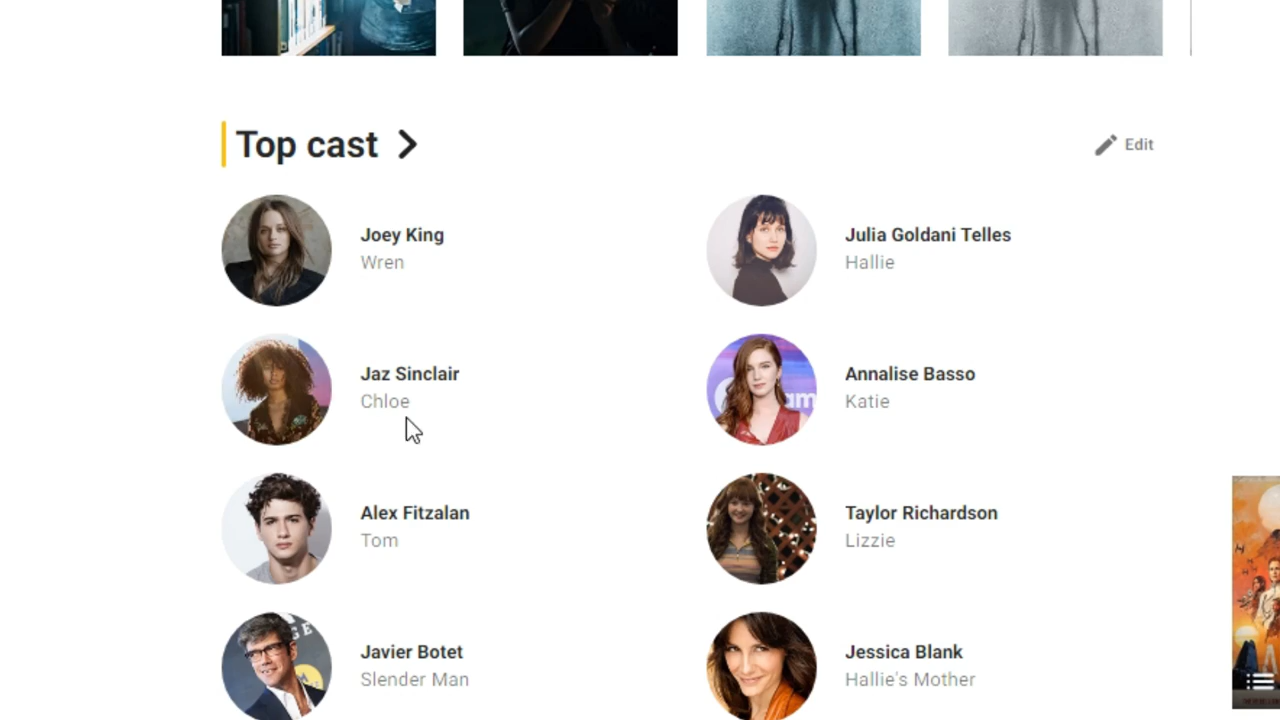 Top cast
Edit
Joey King
Wren
Julia Goldani Telles
Hallie
Jaz Sinclair
Chloe
Annalise Basso
Katie
Alex Fitzalan
Tom
Taylor Richardson
Lizzie
Javier Botet
Slender Man
Jessica Blank
Hallie's Mother